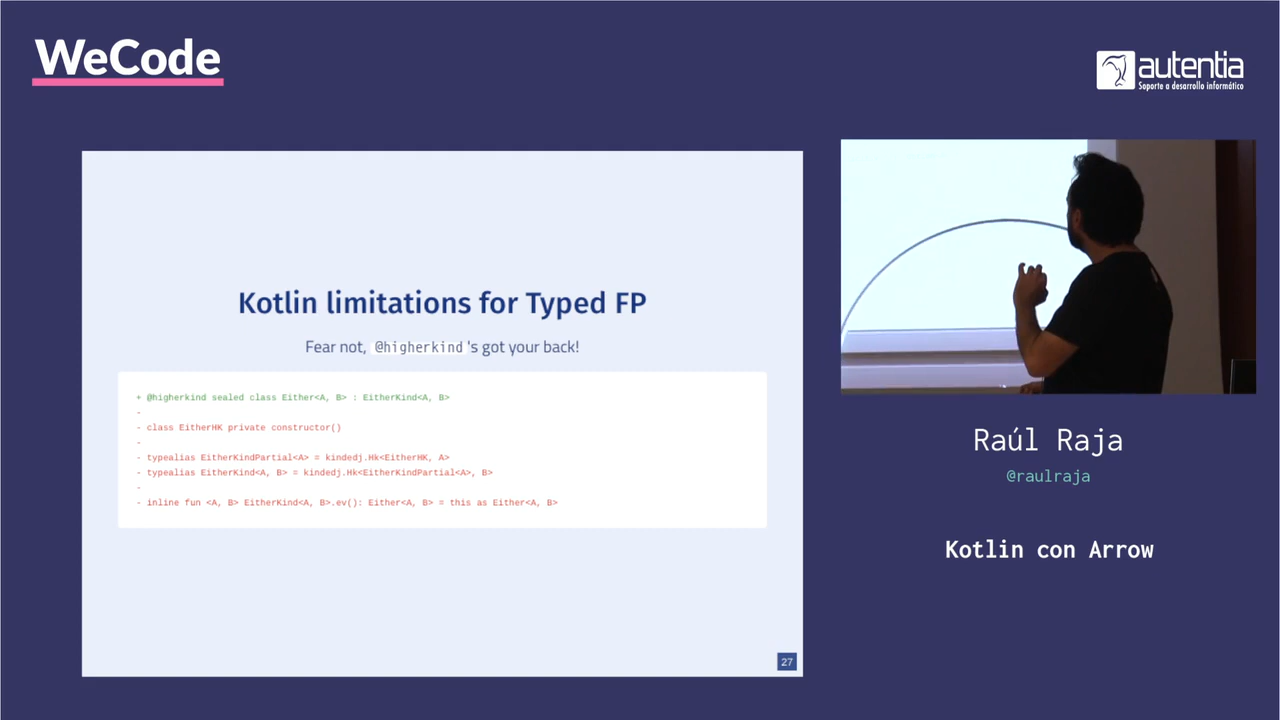 WeCode
autentia
Soporte a desarrollo informático
Kotlin limitations for Typed FP
Fear not, @higherkind's got your back!
+ @higherkind sealed class Either<A, B> : EitherKind<A, B>
-
- class EitherHK private constructor()
-
- typealias EitherKindPartial<A> = kindedj.Hk<EitherHK, A>
- typealias EitherKind<A, B> = kindedj.Hk<EitherKindPartial<A>, B>
-
- inline fun <A, B> EitherKind<A, B>.ev(): Either<A, B> = this as Either<A, B>
27
Raúl Raja
@raulraja
Kotlin con Arrow